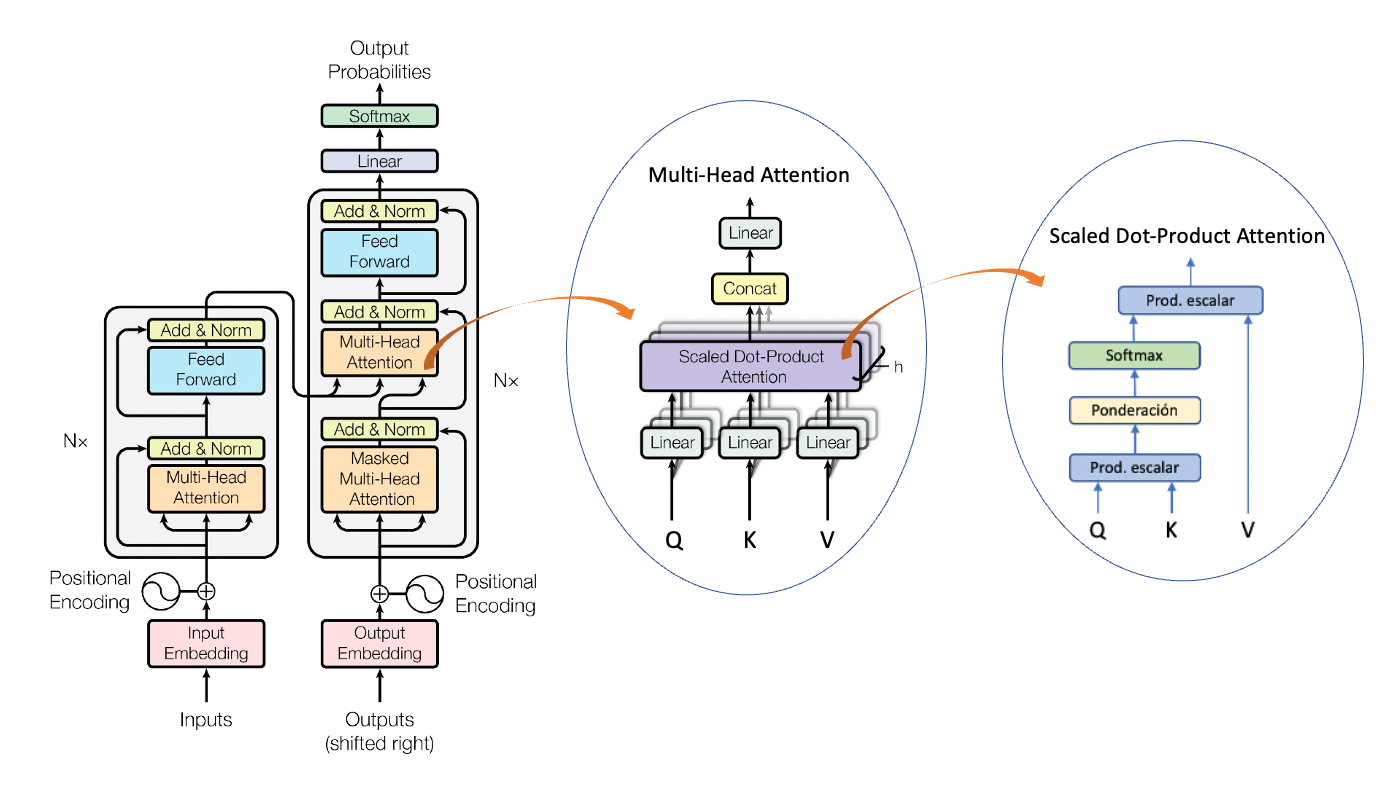 Output
Probabilities
Softmax
Linear
Add & Norm
Feed
Forward
Add & Norm
Multi-Head
Attention
Nx
Add & Norm
Masked
Multi-Head
Attention
Positional
Encoding
Output
Embedding
Outputs
(shifted right)
Add & Norm
Feed
Forward
Nx
Add & Norm
Multi-Head
Attention
Positional
Encoding
Input
Embedding
Inputs
Multi-Head Attention
Linear
Concat
Scaled Dot-Product
Attention
h
Linear
Linear
Linear
Q
K
V
Scaled Dot-Product Attention
Prod. escalar
Softmax
Ponderación
Prod. escalar
Q
K
V